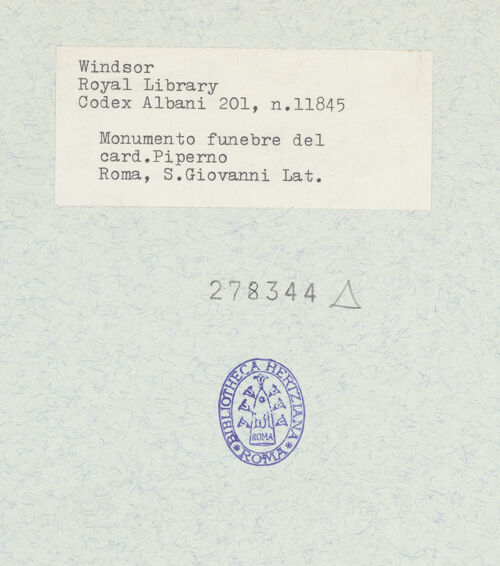 Windsor
Royal Library
Codex Albani 201, n.11845
Monumento funebre del
card.Piperno
Roma, S.Giovanni Lat.
278344
BIBLIOTHECA HERTZIANA
ROMA
* ROMA *